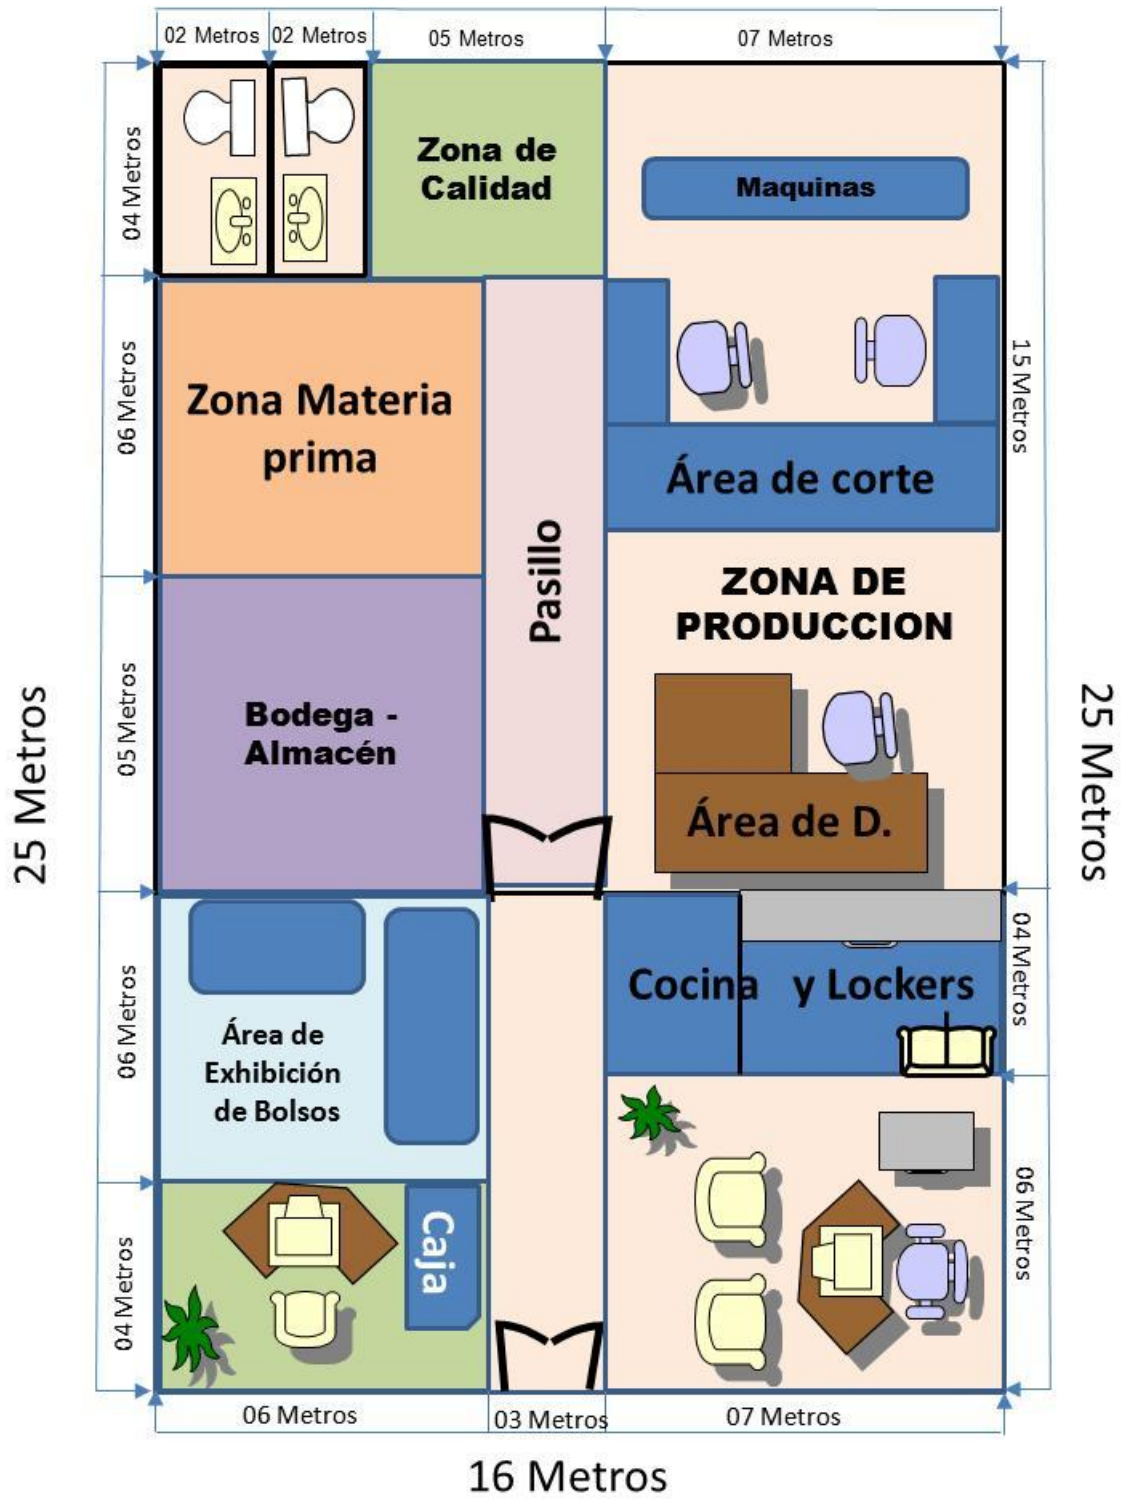 02 Metros
02 Metros
05 Metros
07 Metros
04 Metros
Zona de
Calidad
Maquinas
06 Metros
Zona Materia
prima
15 Metros
Área de corte
Pasillo
ZONA DE
PRODUCCION
25 Metros
05 Metros
Bodega -
Almacén
Área de D.
25 Metros
06 Metros
Área de
Exhibición
de Bolsos
Cocina y Lockers
04 Metros
04 Metros
Caja
06 Metros
06 Metros
03 Metros
07 Metros
16 Metros